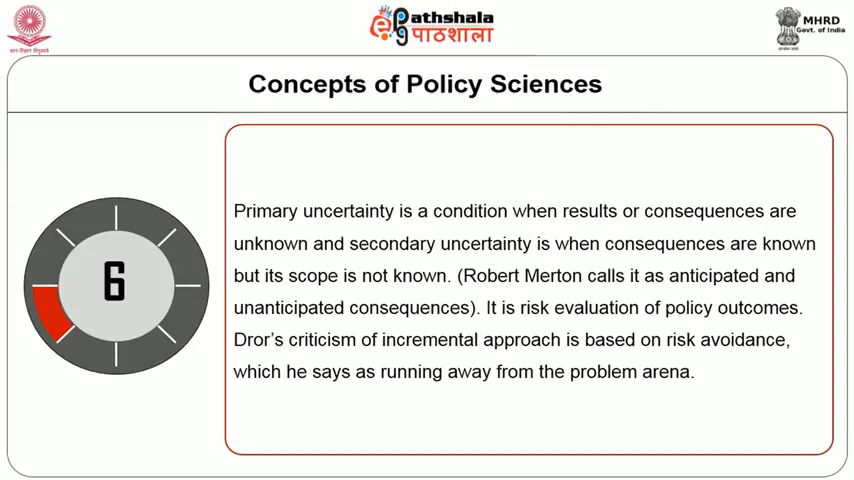 Pathshala
पाठशाला
MHRD
Govt. of India
Concepts of Policy Sciences
6
Primary uncertainty is a condition when results or consequences are
unknown and secondary uncertainty is when consequences are known
but its scope is not known. (Robert Merton calls it as anticipated and
unanticipated consequences). It is risk evaluation of policy outcomes.
Dror's criticism of incremental approach is based on risk avoidance,
which he says as running away from the problem arena.